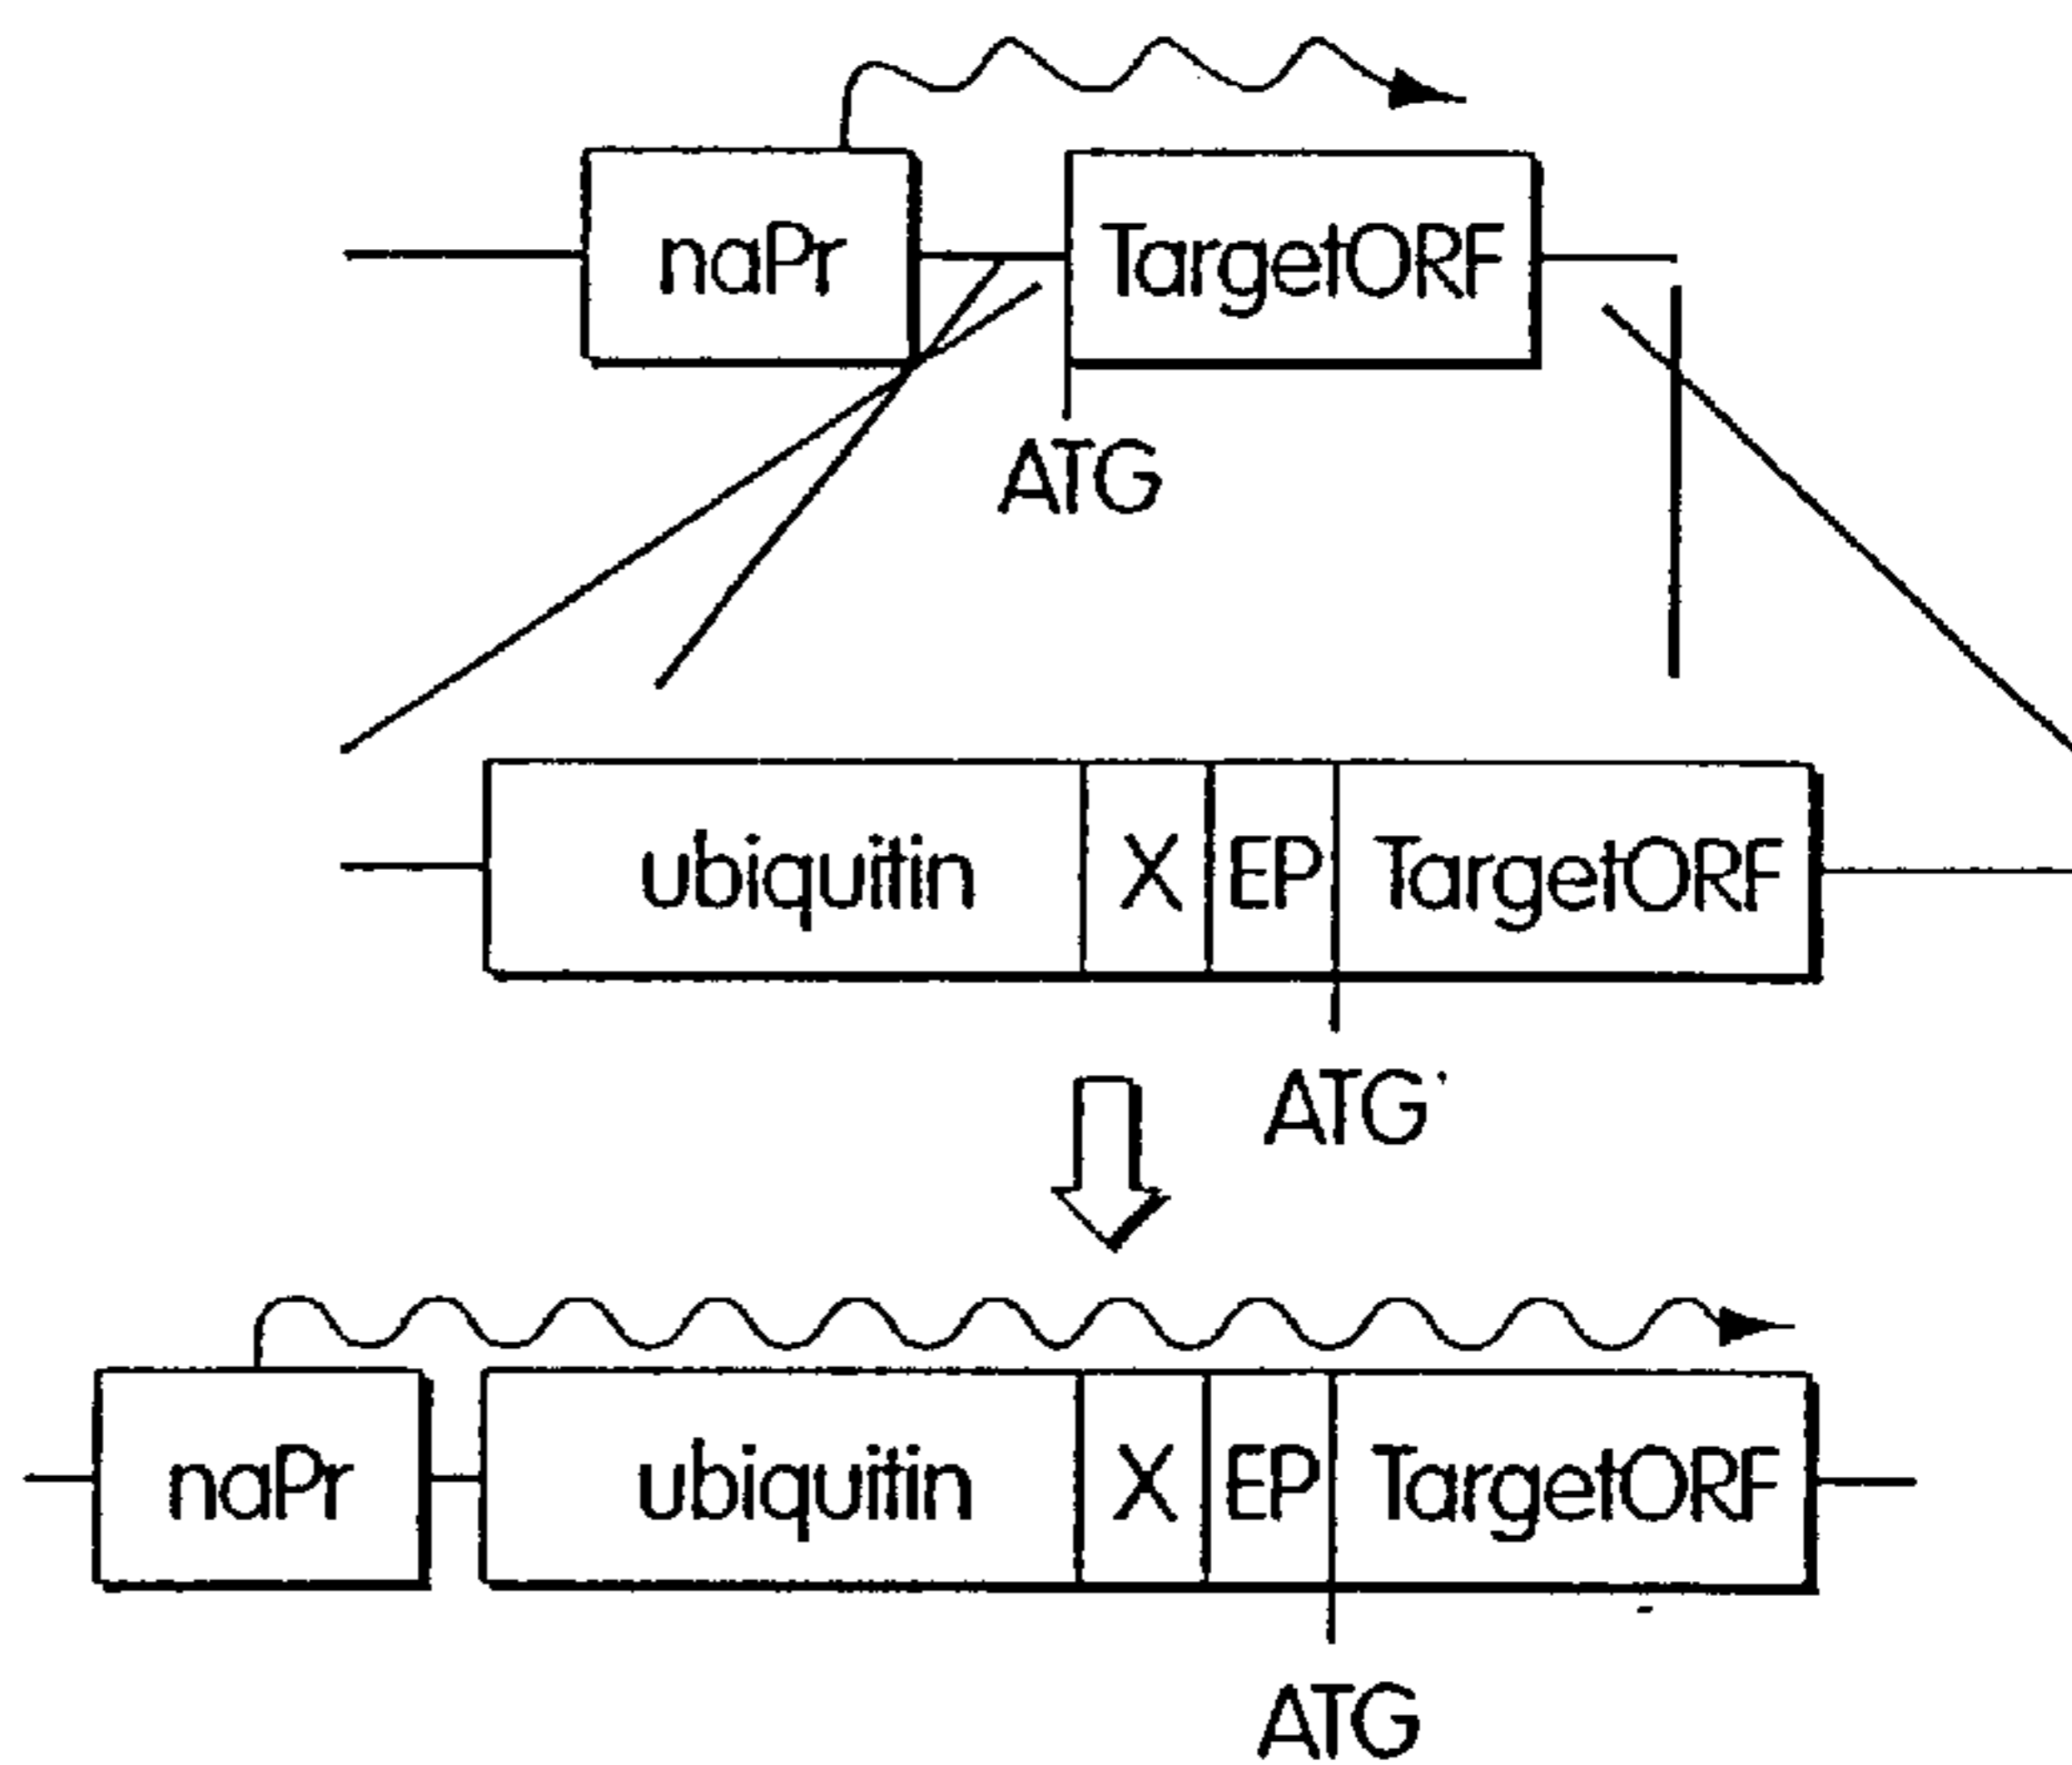 naPr TargetORF
ATG
ubiquitin X EP TargetORF
ATG
naPr ubiquitin X EP TargetORF
ATG